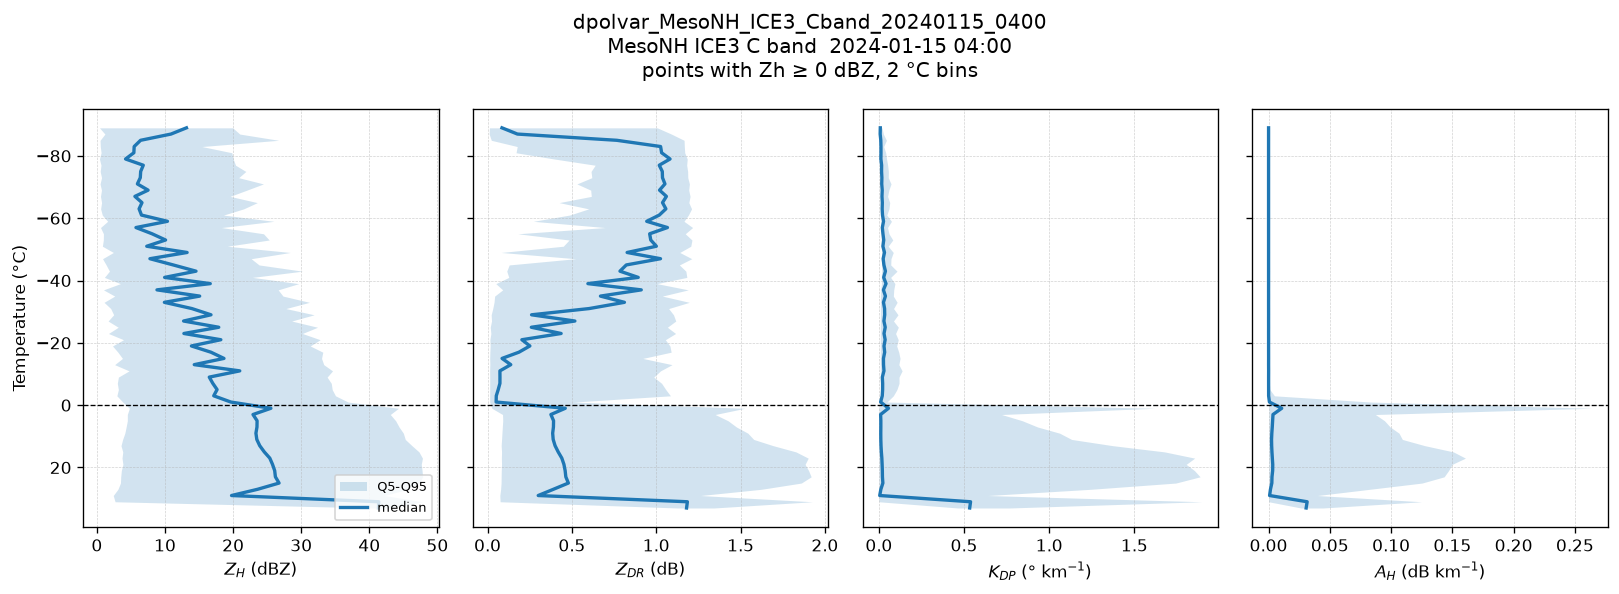 dpolvar_MesoNH_ICE3_Cband_20240115_0400
MesoNH ICE3 C band  2024-01-15 04:00
points with Zh ≥ 0 dBZ, 2 °C bins
Temperature (°C)
−80
−60
−40
−20
0
20
0 10 20 30 40 50
Z_H (dBZ)
Q5-Q95
median
0.0 0.5 1.0 1.5 2.0
Z_DR (dB)
0.0 0.5 1.0 1.5
K_DP (° km⁻¹)
0.00 0.05 0.10 0.15 0.20 0.25
A_H (dB km⁻¹)